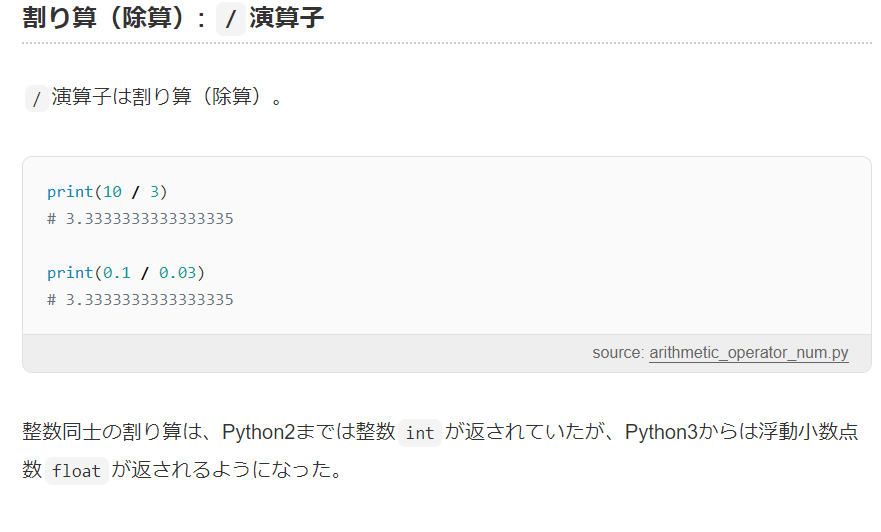 割り算（除算）: / 演算子
/ 演算子は割り算（除算）。
print(10 / 3)
# 3.3333333333333335
print(0.1 / 0.03)
# 3.3333333333333335
source: arithmetic_operator_num.py
整数同士の割り算は、Python2までは整数 int が返されていたが、Python3からは浮動小数点
数 float が返されるようになった。